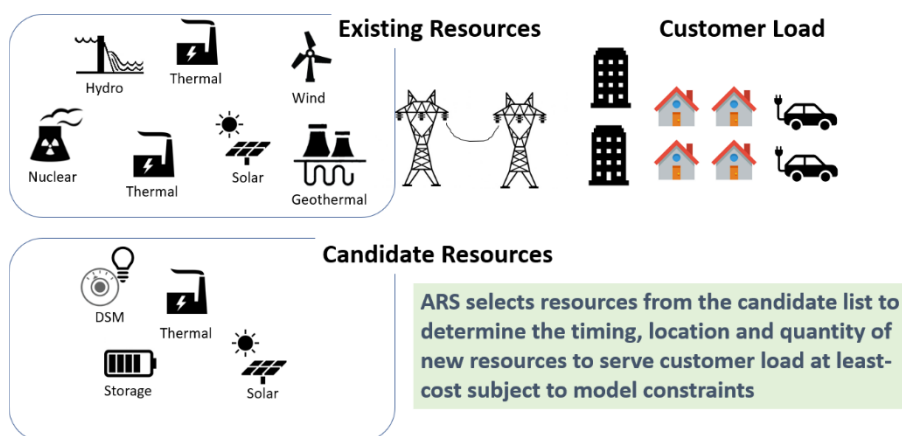 Existing Resources
Customer Load
Hydro
Thermal
Wind
Nuclear
Thermal
Solar
Geothermal
Candidate Resources
DSM
Thermal
Storage
Solar
ARS selects resources from the candidate list to
determine the timing, location and quantity of
new resources to serve customer load at least-
cost subject to model constraints